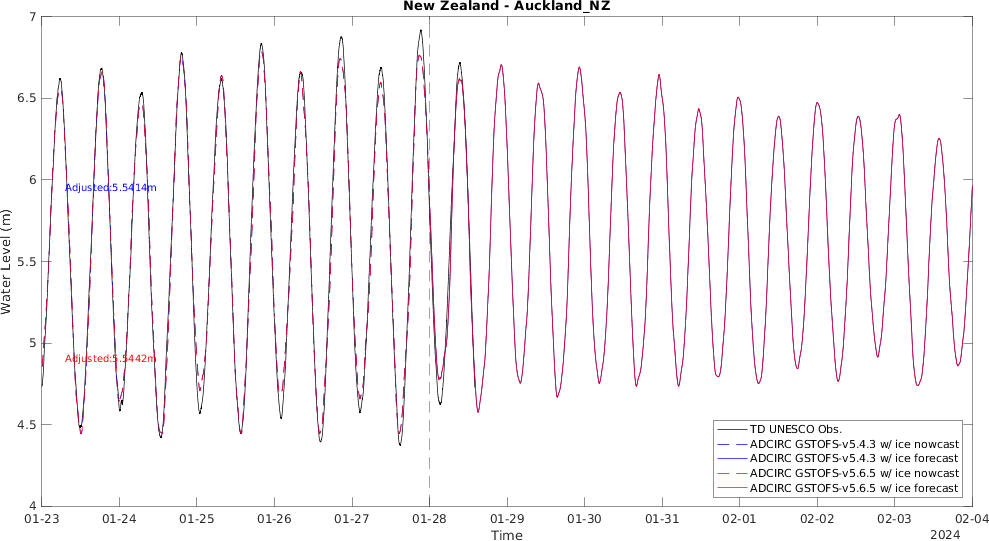 New Zealand - Auckland_NZ
7
6.5
6
5.5
5
4.5
4
Water Level (m)
Adjusted:5.5414m
Adjusted:5.5442m
TD UNESCO Obs.
ADCIRC GSTOFS-v5.4.3 w/ ice nowcast
ADCIRC GSTOFS-v5.4.3 w/ ice forecast
ADCIRC GSTOFS-v5.6.5 w/ ice nowcast
ADCIRC GSTOFS-v5.6.5 w/ ice forecast
01-23 01-24 01-25 01-26 01-27 01-28 01-29 01-30 01-31 02-01 02-02 02-03 02-04
Time
2024